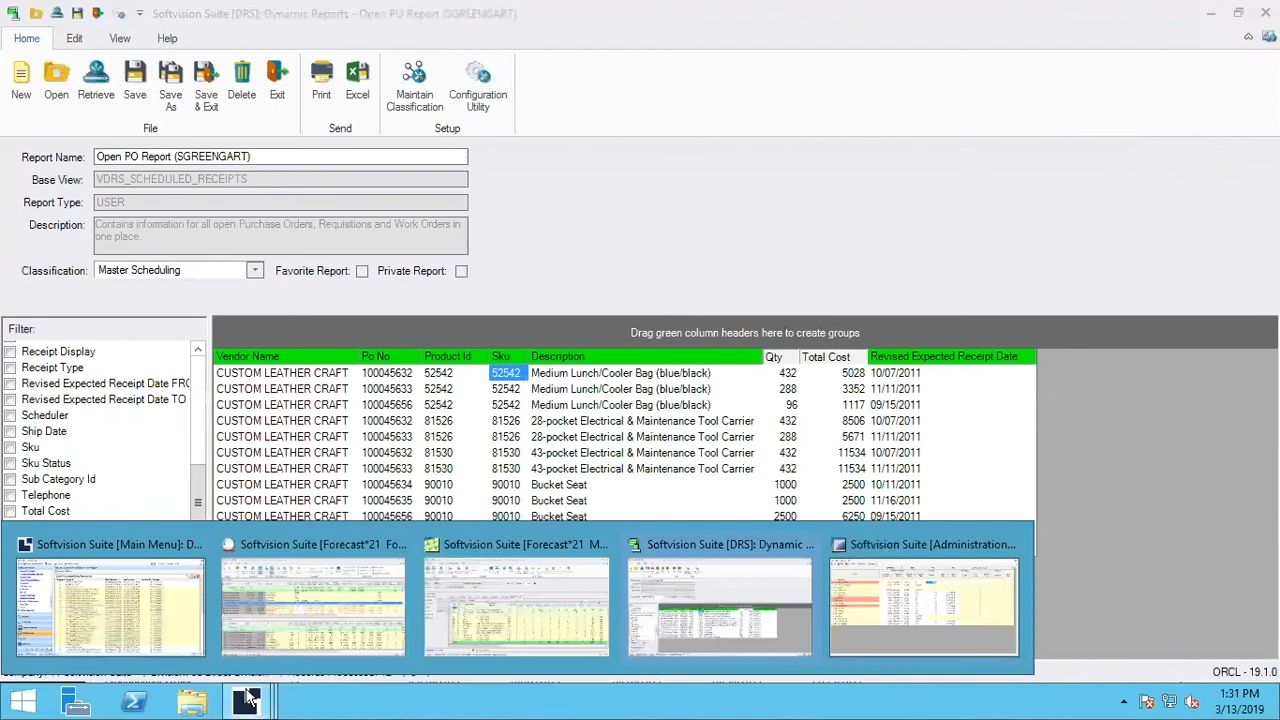 Softvision Suite [DRS]: Dynamic Reports - Open PO Report (SGREENGART)
Home Edit View Help
New Open Retrieve Save Save As Save & Exit Delete Exit Print Excel Maintain Classification Configuration Utility
File Send Setup
Report Name: Open PO Report (SGREENGART)
Base View: VDRS_SCHEDULED_RECEIPTS
Report Type: USER
Description: Contains information for all open Purchase Orders, Requisitions and Work Orders in
one place.
Classification: Master Scheduling Favorite Report: Private Report:
Filter:
Receipt Display
Receipt Type
Revised Expected Receipt Date FRO
Revised Expected Receipt Date TO
Scheduler
Ship Date
Sku
Sku Status
Sub Category Id
Telephone
Total Cost
Drag green column headers here to create groups
Vendor Name Po No Product Id Sku Description Qty Total Cost Revised Expected Receipt Date
CUSTOM LEATHER CRAFT 100045632 52542 52542 Medium Lunch/Cooler Bag (blue/black) 432 5028 10/07/2011
CUSTOM LEATHER CRAFT 100045633 52542 52542 Medium Lunch/Cooler Bag (blue/black) 288 3352 11/11/2011
CUSTOM LEATHER CRAFT 100045656 52542 52542 Medium Lunch/Cooler Bag (blue/black) 96 1117 09/15/2011
CUSTOM LEATHER CRAFT 100045632 81526 81526 28-pocket Electrical & Maintenance Tool Carrier 432 8506 10/07/2011
CUSTOM LEATHER CRAFT 100045633 81526 81526 28-pocket Electrical & Maintenance Tool Carrier 288 5671 11/11/2011
CUSTOM LEATHER CRAFT 100045632 81530 81530 43-pocket Electrical & Maintenance Tool Carrier 432 11534 10/07/2011
CUSTOM LEATHER CRAFT 100045633 81530 81530 43-pocket Electrical & Maintenance Tool Carrier 432 11534 11/11/2011
CUSTOM LEATHER CRAFT 100045634 90010 90010 Bucket Seat 1000 2500 10/11/2011
CUSTOM LEATHER CRAFT 100045635 90010 90010 Bucket Seat 1000 2500 11/16/2011
CUSTOM LEATHER CRAFT 100045656 90010 90010 Bucket Seat 2500 6250 09/15/2011
Softvision Suite [Main Menu]: D... Softvision Suite [Forecast*21 Fo... Softvision Suite [Forecast*21 M... Softvision Suite [DRS]: Dynamic ... Softvision Suite [Administration...
ORCL - 19.1.0
1:31 PM
3/13/2019